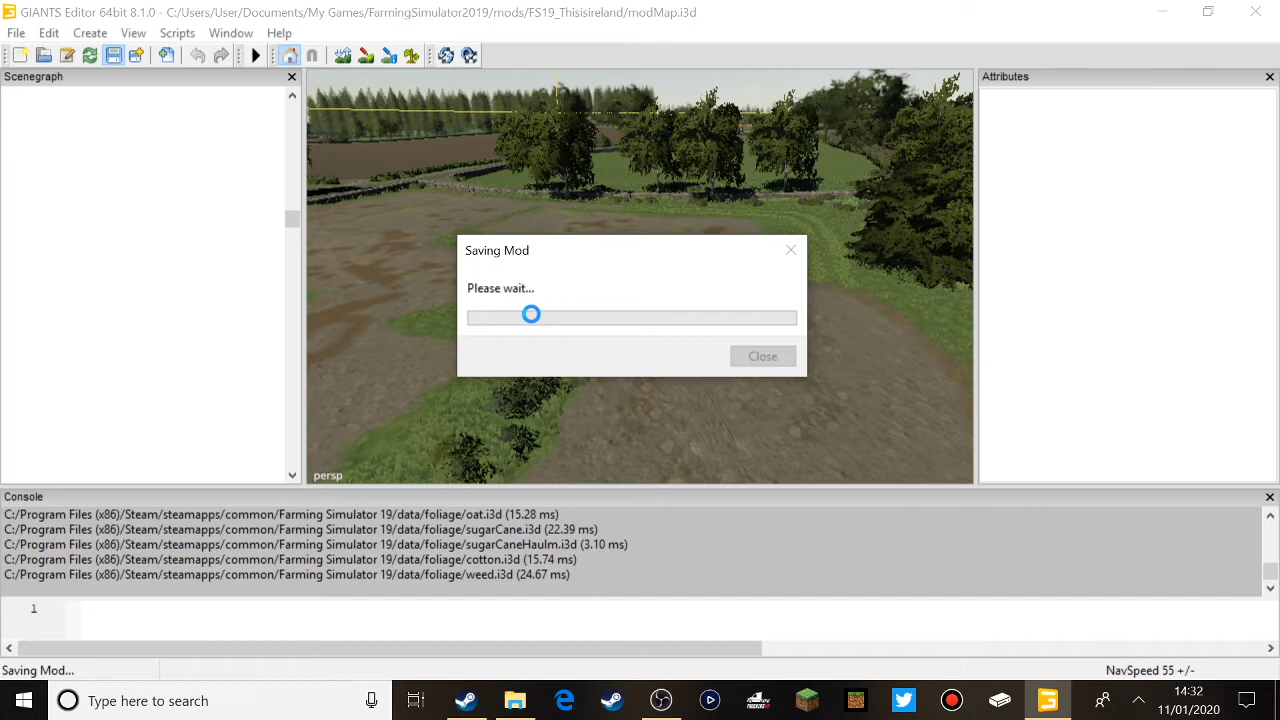 GIANTS Editor 64bit 8.1.0 - C:/Users/User/Documents/My Games/FarmingSimulator2019/mods/FS19_Thisisireland/modMap.i3d
File Edit Create View Scripts Window Help
Scenegraph
Attributes
Saving Mod
Please wait...
Close
persp
Console
C:/Program Files (x86)/Steam/steamapps/common/Farming Simulator 19/data/foliage/oat.i3d (15.28 ms)
C:/Program Files (x86)/Steam/steamapps/common/Farming Simulator 19/data/foliage/sugarCane.i3d (22.39 ms)
C:/Program Files (x86)/Steam/steamapps/common/Farming Simulator 19/data/foliage/sugarCaneHaulm.i3d (3.10 ms)
C:/Program Files (x86)/Steam/steamapps/common/Farming Simulator 19/data/foliage/cotton.i3d (15.74 ms)
C:/Program Files (x86)/Steam/steamapps/common/Farming Simulator 19/data/foliage/weed.i3d (24.67 ms)
1
Saving Mod...
NavSpeed 55 +/-
Type here to search
14:32
11/01/2020